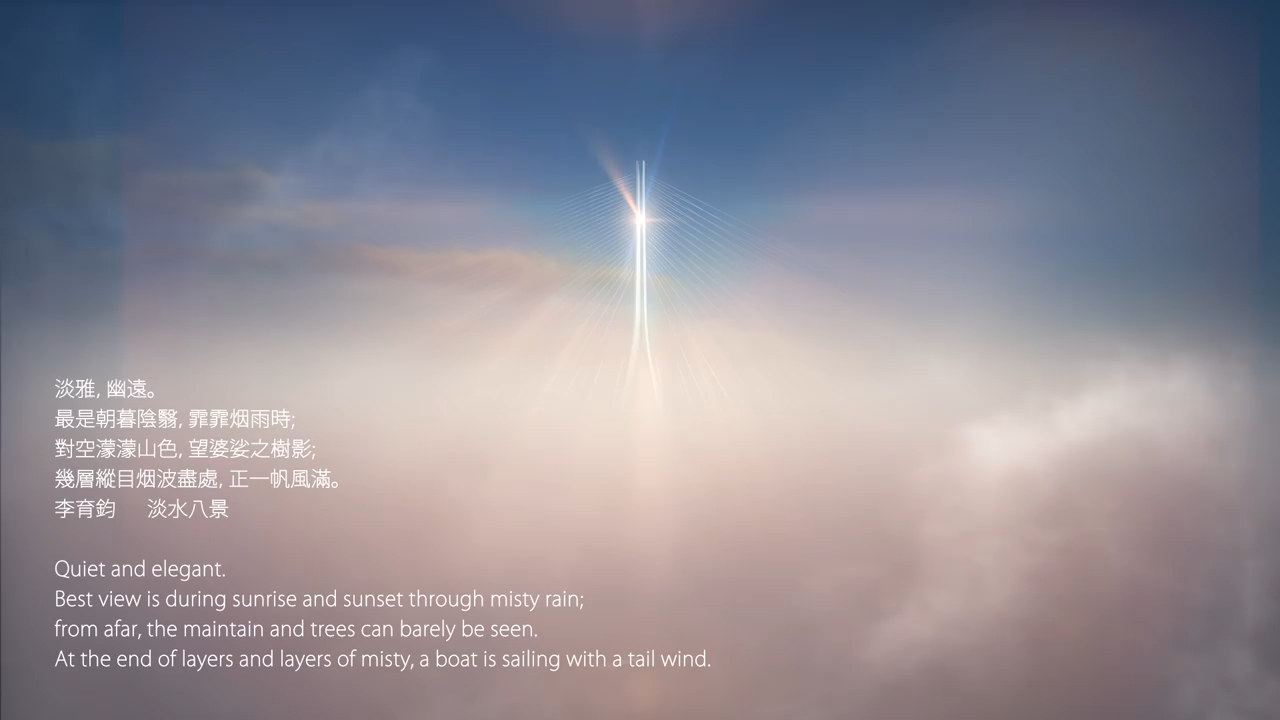 淡雅, 幽遠。
最是朝暮陰翳, 霏霏烟雨時;
對空濛濛山色, 望婆娑之樹影;
幾層縱目烟波盡處, 正一帆風滿。
李育鈞 淡水八景
Quiet and elegant.
Best view is during sunrise and sunset through misty rain;
from afar, the maintain and trees can barely be seen.
At the end of layers and layers of misty, a boat is sailing with a tail wind.